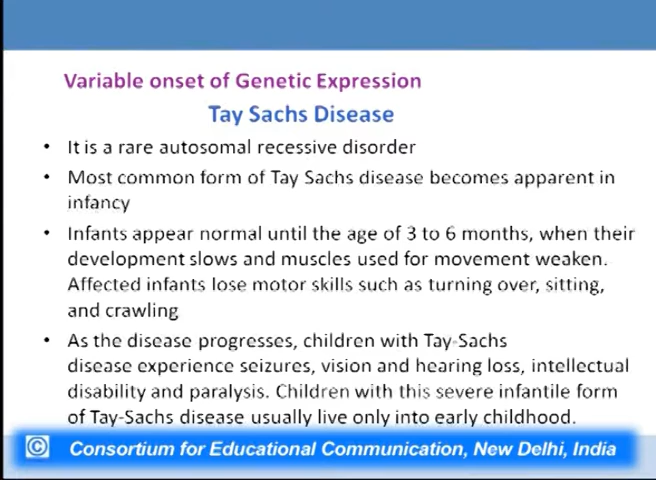 Variable onset of Genetic Expression
Tay Sachs Disease
• It is a rare autosomal recessive disorder
• Most common form of Tay Sachs disease becomes apparent in
infancy
• Infants appear normal until the age of 3 to 6 months, when their
development slows and muscles used for movement weaken.
Affected infants lose motor skills such as turning over, sitting,
and crawling
• As the disease progresses, children with Tay-Sachs
disease experience seizures, vision and hearing loss, intellectual
disability and paralysis. Children with this severe infantile form
of Tay-Sachs disease usually live only into early childhood.
© Consortium for Educational Communication, New Delhi, India